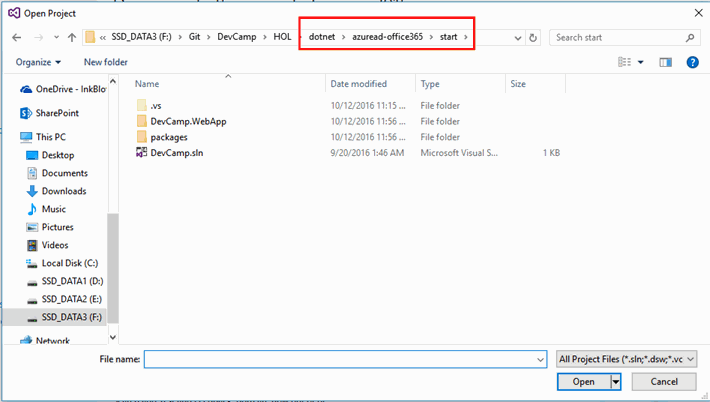 Open Project
« SSD_DATA3 (F:) › Git › DevCamp › HOL › dotnet › azuread-office365 › start ›
Search start
Organize
New folder
?
Name
Date modified
Type
Size
OneDrive - InkBlo
SharePoint
This PC
Desktop
Documents
Downloads
Music
Pictures
Videos
Local Disk (C:)
SSD_DATA1 (D:)
SSD_DATA2 (E:)
SSD_DATA3 (F:)
Network
.vs 10/12/2016 11:15 ... File folder
DevCamp.WebApp 10/12/2016 11:56 ... File folder
packages 10/12/2016 11:56 ... File folder
DevCamp.sln 9/20/2016 1:46 AM Microsoft Visual S... 1 KB
File name:
All Project Files (*.sln;*.dsw;*.vc
Open
Cancel